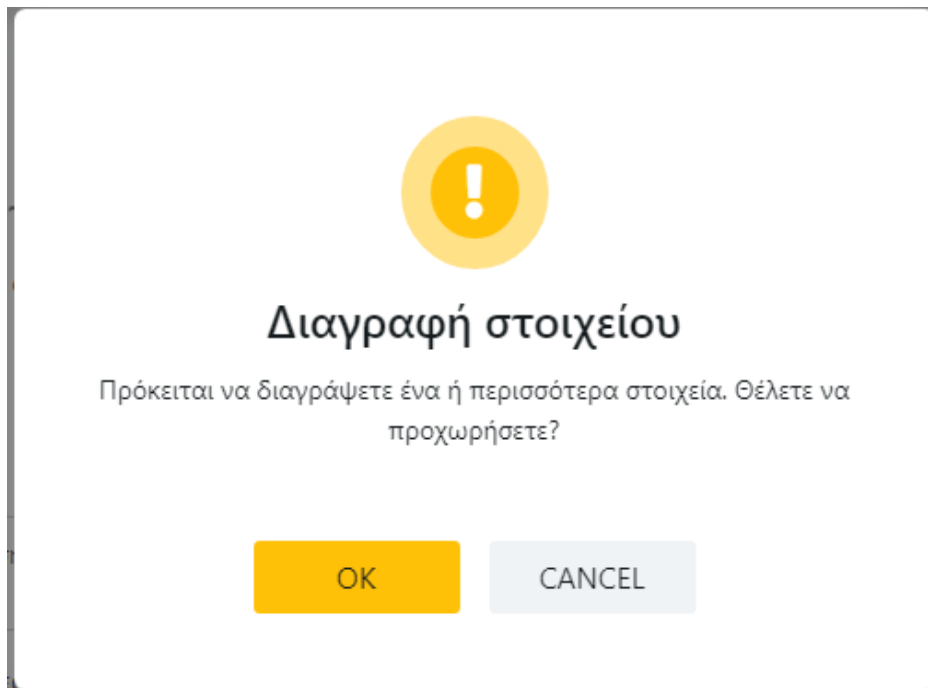 Διαγραφή στοιχείου
Πρόκειται να διαγράψετε ένα ή περισσότερα στοιχεία. Θέλετε να
προχωρήσετε?
OK
CANCEL